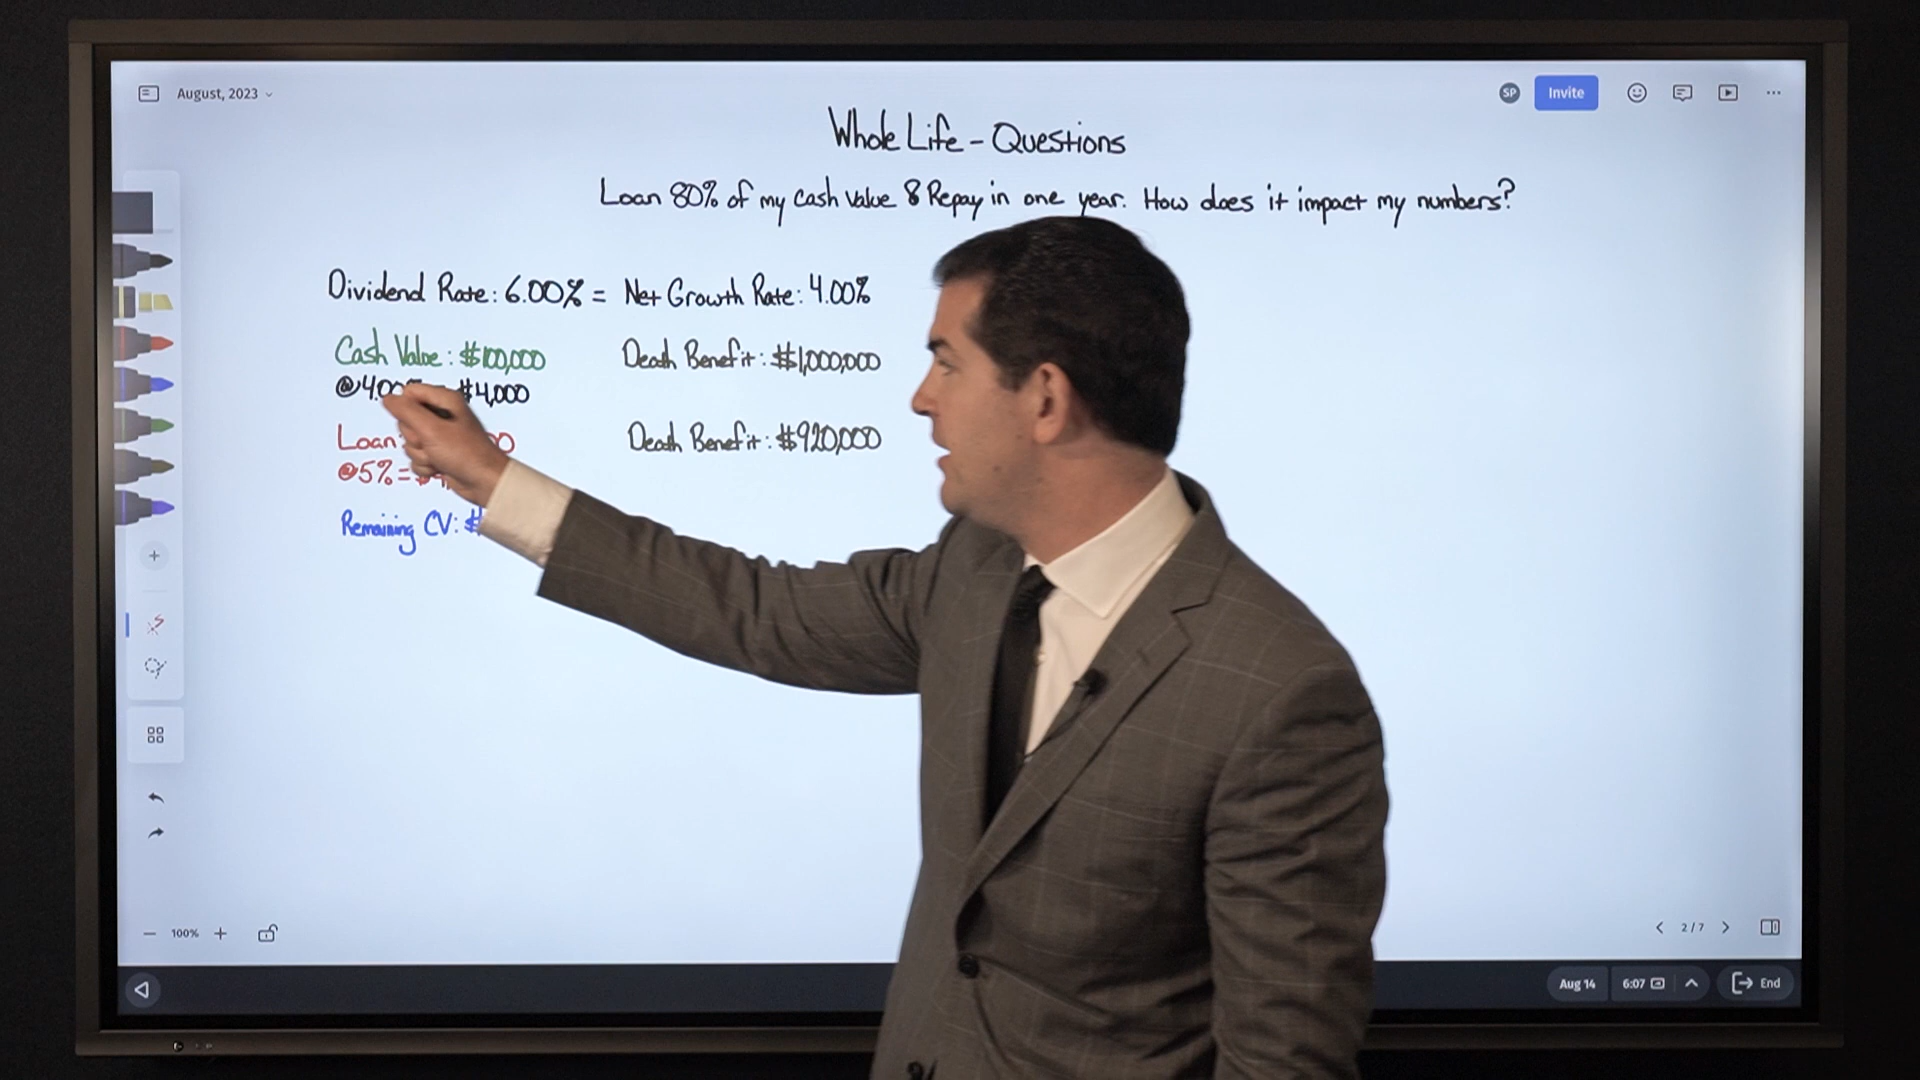 August, 2023
SP
Invite
Whole Life - Questions
Loan 80% of my Cash Value & Repay in one year. How does it impact my numbers?
Dividend Rate: 6.00% = Net Growth Rate: 4.00%
Cash Value: $100,000 Death Benefit: $1,000,000
$4,000
Loan Death Benefit: $920,000
@5% =
Remaining CV: $
100%
2/7
Aug 14
6:07
End